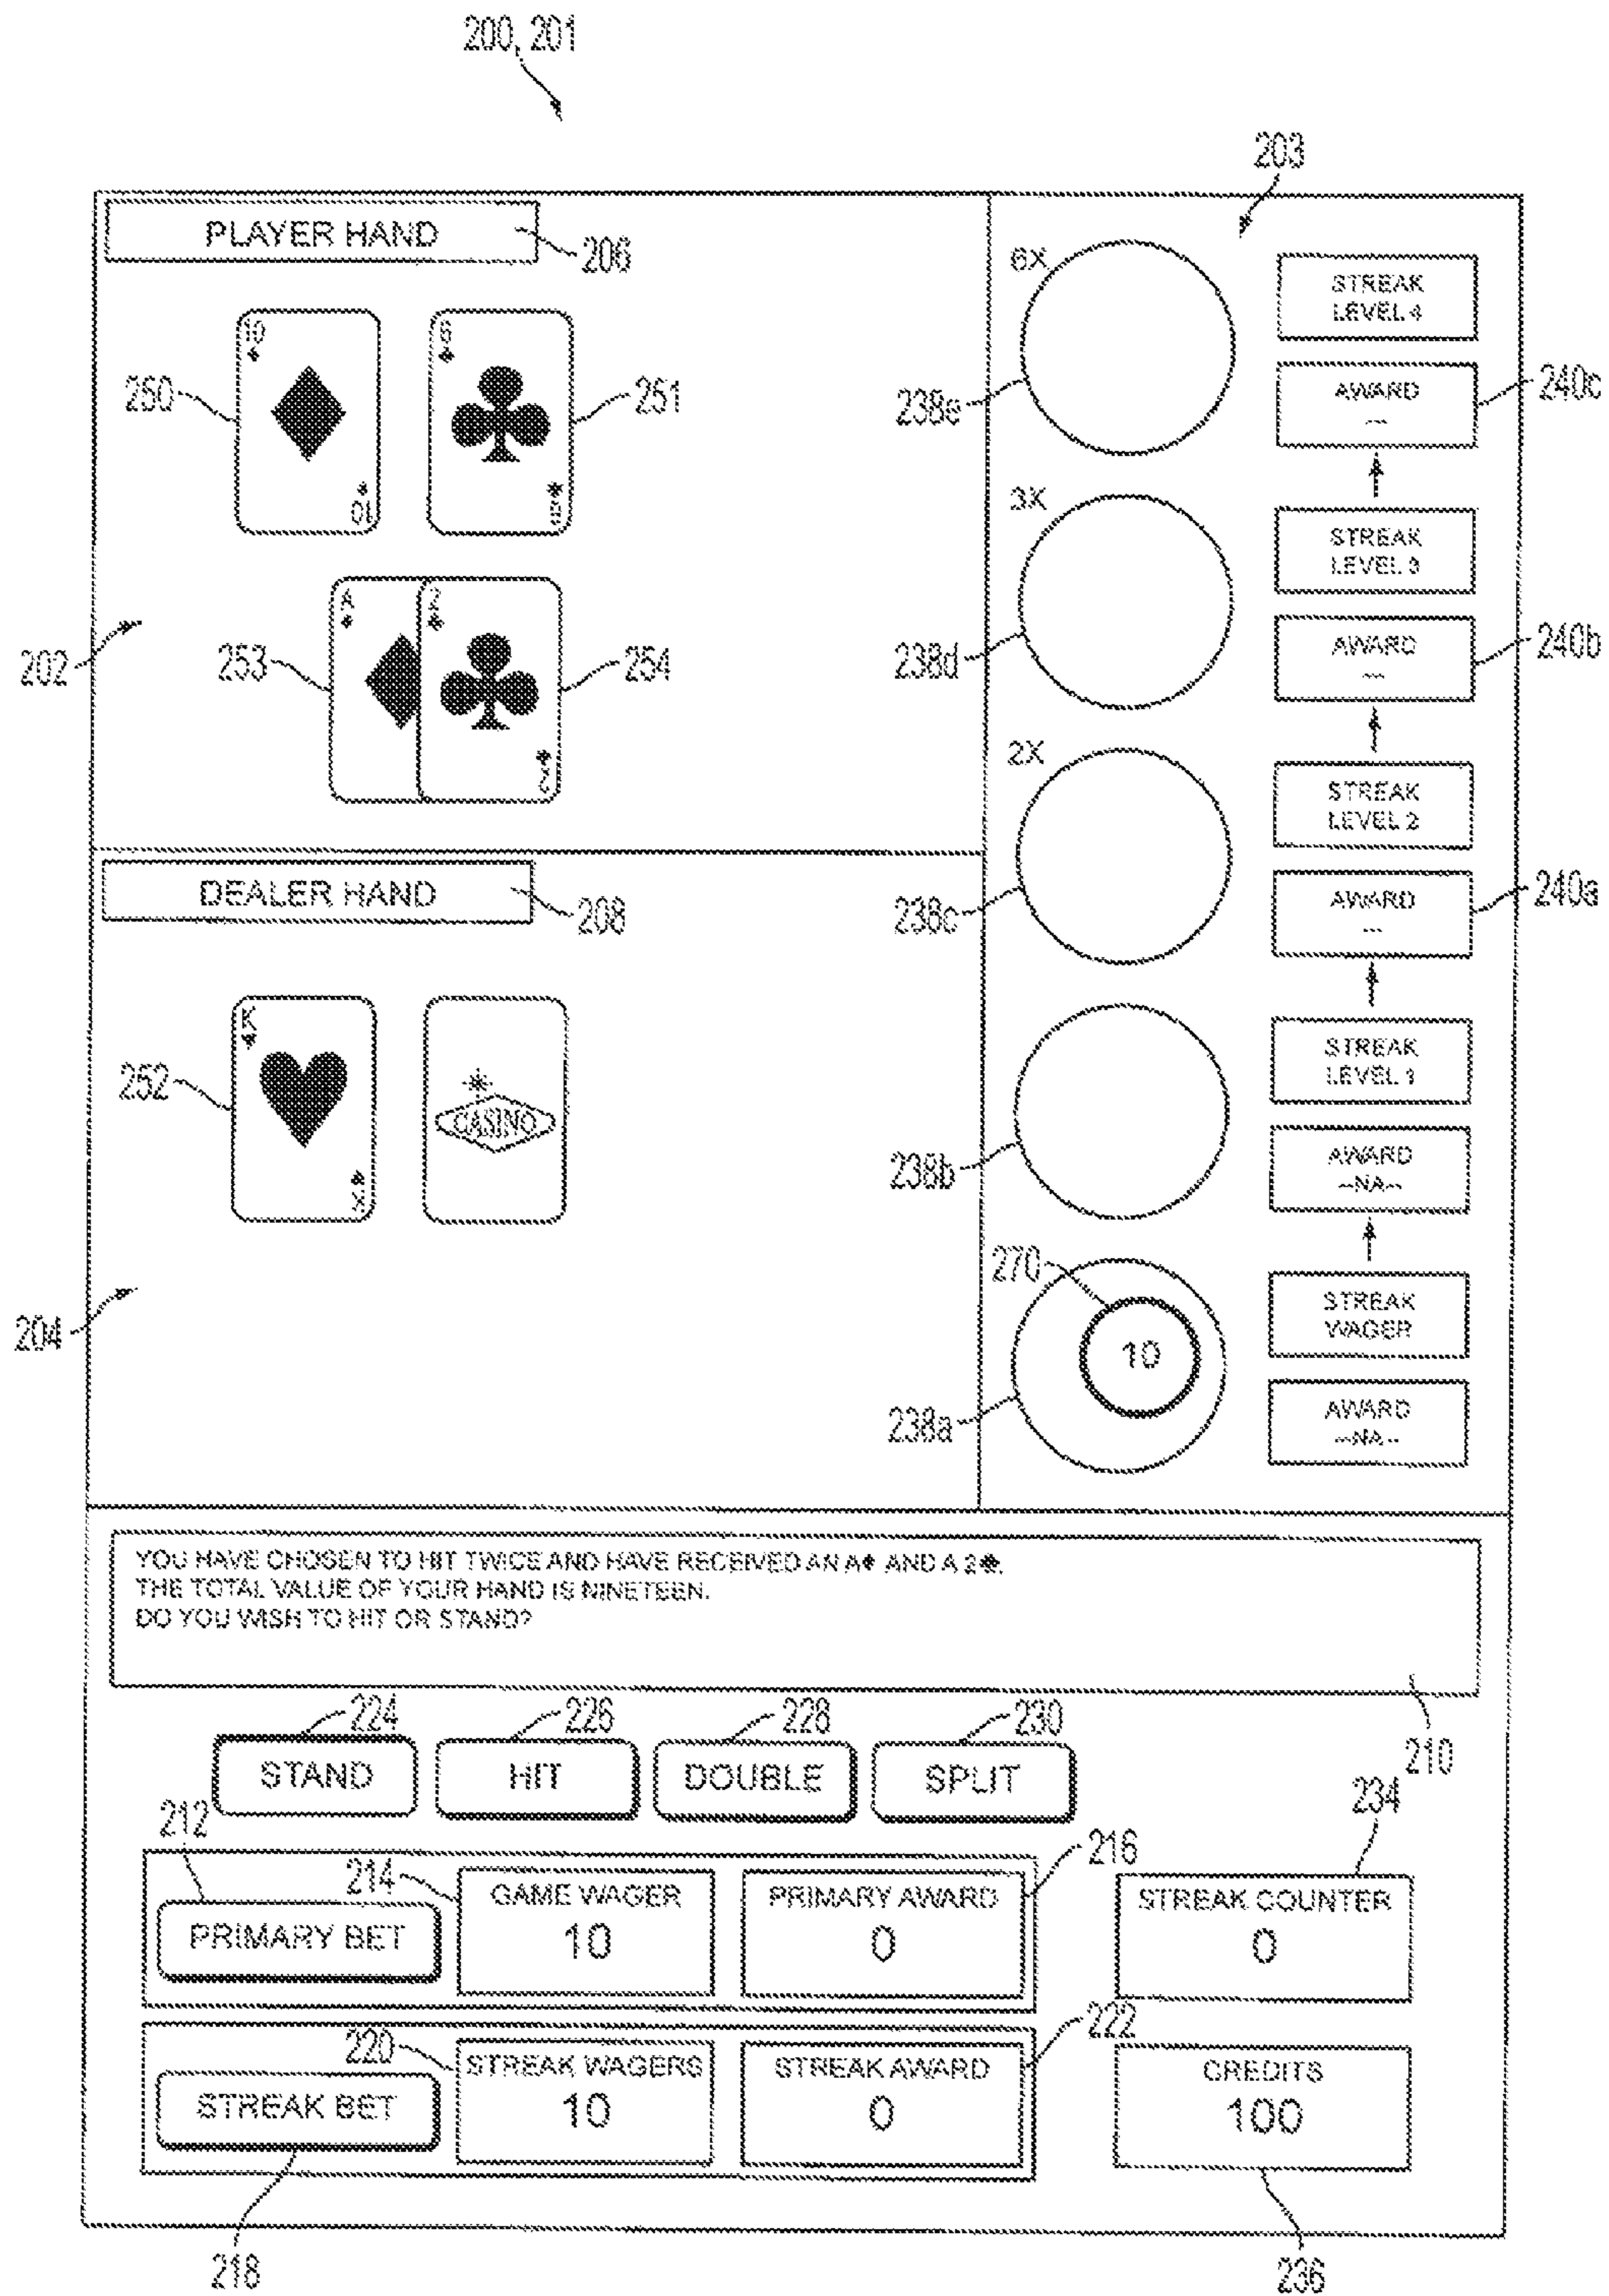 200, 201
203
PLAYER HAND
206
6X
STREAK
LEVEL 4
10
10
6
6
250
251
238e
AWARD
---
240c
3X
STREAK
LEVEL 3
A
2
2
202
253
254
238d
AWARD
---
240b
2X
STREAK
LEVEL 2
DEALER HAND
208
238c
AWARD
---
240a
K
K
252
CASINO
STREAK
LEVEL 1
238b
AWARD
--NA--
270
10
204
STREAK
WAGER
238a
AWARD
--NA--
YOU HAVE CHOSEN TO HIT TWICE AND HAVE RECEIVED AN A♦ AND A 2♣.
THE TOTAL VALUE OF YOUR HAND IS NINETEEN.
DO YOU WISH TO HIT OR STAND?
210
224
226
228
230
STAND
HIT
DOUBLE
SPLIT
212
214
216
234
PRIMARY BET
GAME WAGER
10
PRIMARY AWARD
0
STREAK COUNTER
0
220
222
STREAK BET
STREAK WAGERS
10
STREAK AWARD
0
CREDITS
100
218
236